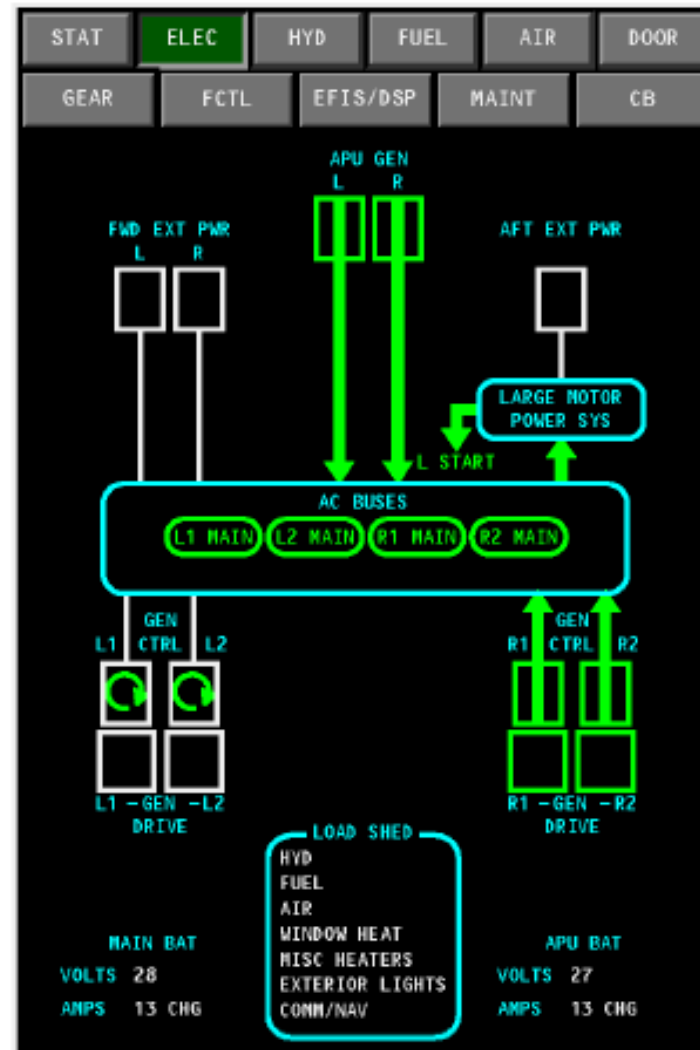 STAT ELEC HYD FUEL AIR DOOR
GEAR FCTL EFIS/DSP MAINT CB
APU GEN
L R
FWD EXT PWR
L R
AFT EXT PWR
LARGE MOTOR
POWER SYS
L START
AC BUSES
L1 MAIN L2 MAIN R1 MAIN R2 MAIN
GEN
L1 CTRL L2
GEN
R1 CTRL R2
L1 -GEN -L2
DRIVE
R1 -GEN -R2
DRIVE
LOAD SHED
HYD
FUEL
AIR
WINDOW HEAT
MISC HEATERS
EXTERIOR LIGHTS
COMM/NAV
MAIN BAT
VOLTS 28
AMPS 13 CHG
APU BAT
VOLTS 27
AMPS 13 CHG